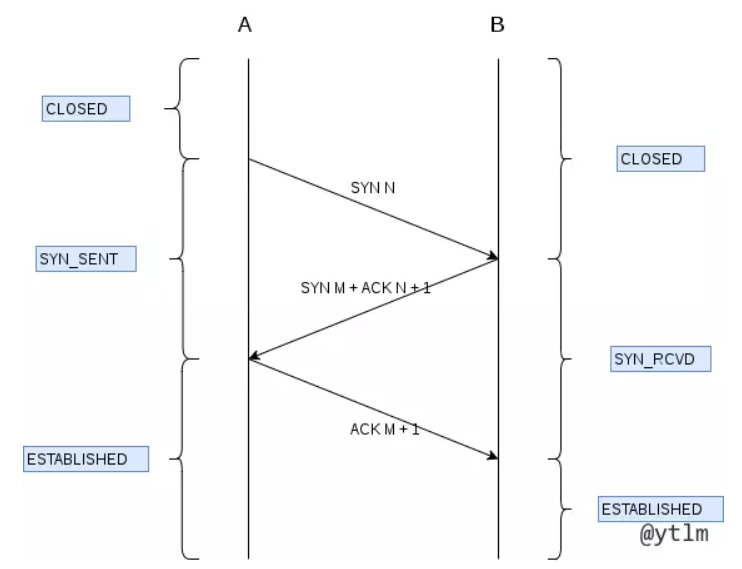 A
B
CLOSED
CLOSED
SYN N
SYN_SENT
SYN M + ACK N + 1
SYN_RCVD
ACK M + 1
ESTABLISHED
ESTABLISHED
@ytlm